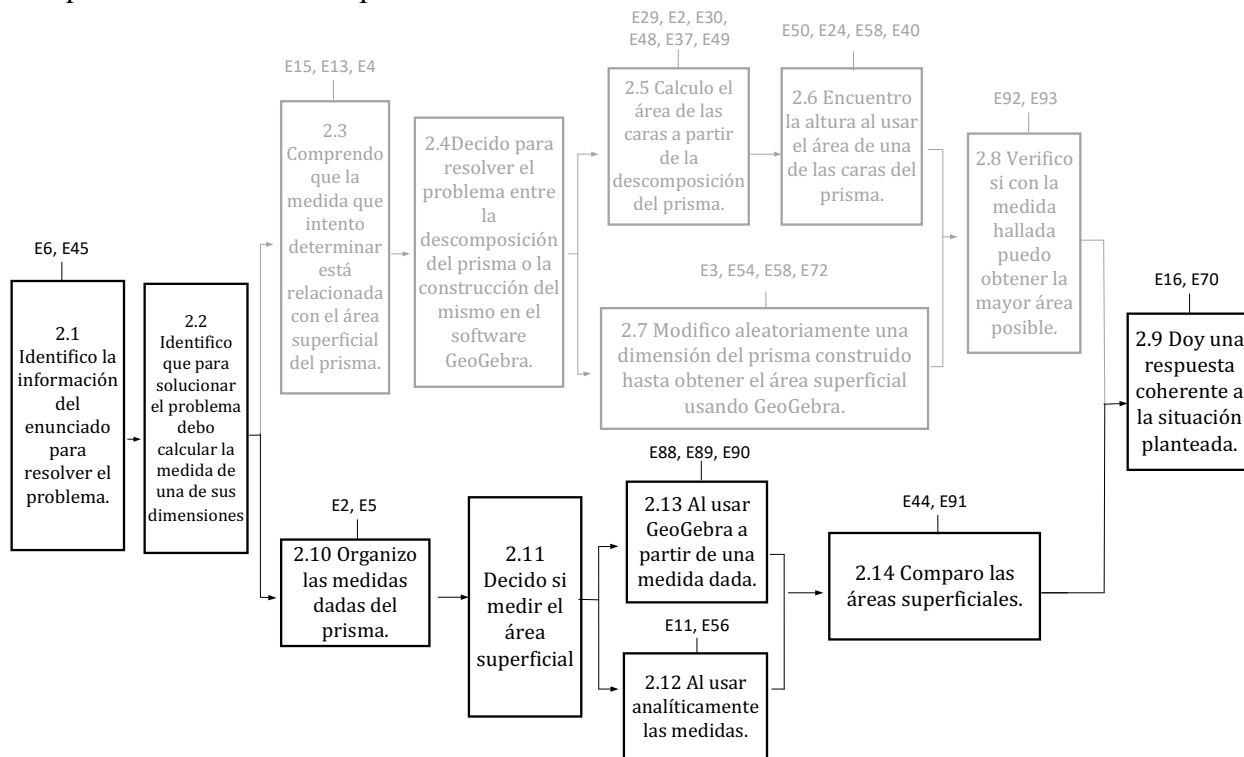 E29, E2, E30,
E48, E37, E49
E50, E24, E58, E40
E15, E13, E4
E92, E93
2.3
Comprendo
que la
medida que
intento
determinar
está
relacionada
con el área
superficial
del prisma.
2.4Decido para
resolver el
problema entre
la
descomposición
del prisma o la
construcción del
mismo en el
software
GeoGebra.
2.5 Calculo el
área de las
caras a partir
de la
descomposición
del prisma.
2.6 Encuentro
la altura al usar
el área de una
de las caras del
prisma.
2.8 Verifico
si con la
medida
hallada
puedo
obtener la
mayor área
posible.
E3, E54, E58, E72
2.7 Modifico aleatoriamente una
dimensión del prisma construido
hasta obtener el área superficial
usando GeoGebra.
E6, E45
2.1
Identifico la
información
del
enunciado
para
resolver el
problema.
2.2
Identifico
que para
solucionar
el problema
debo
calcular la
medida de
una de sus
dimensiones
E16, E70
2.9 Doy una
respuesta
coherente a
la situación
planteada.
E2, E5
2.10 Organizo
las medidas
dadas del
prisma.
2.11
Decido si
medir el
área
superficial
E88, E89, E90
2.13 Al usar
GeoGebra a
partir de una
medida dada.
E11, E56
2.12 Al usar
analíticamente
las medidas.
E44, E91
2.14 Comparo las
áreas superficiales.